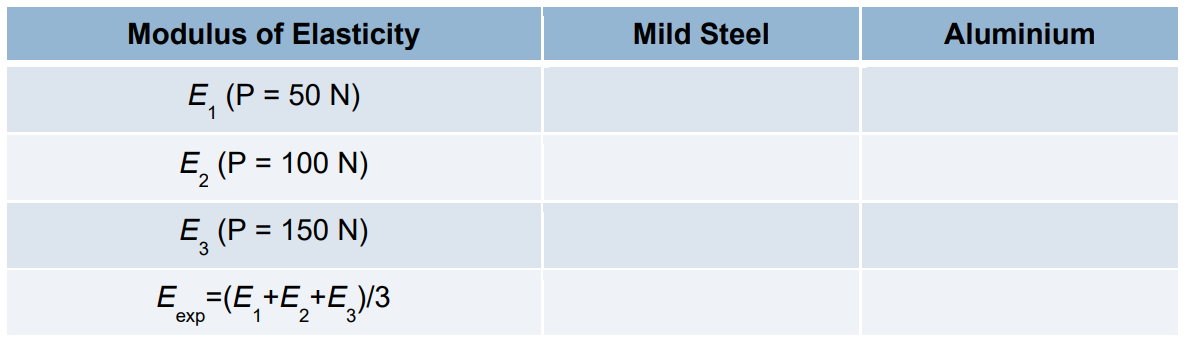 Modulus of Elasticity Mild Steel Aluminium
E1 (P = 50 N)
E2 (P = 100 N)
E3 (P = 150 N)
Eexp=(E1+E2+E3)/3